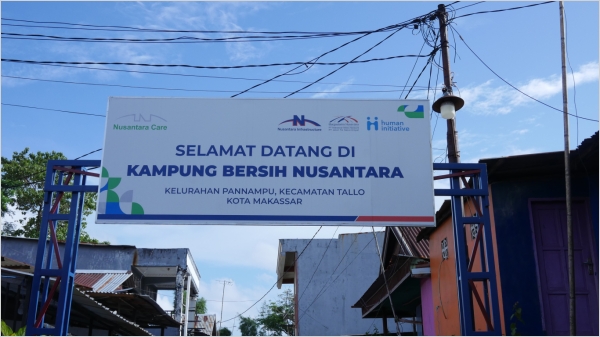 Nusantara Care
Nusantara Infrastructure
human
initiative
SELAMAT DATANG DI
KAMPUNG BERSIH NUSANTARA
KELURAHAN PANNAMPU, KECAMATAN TALLO
KOTA MAKASSAR